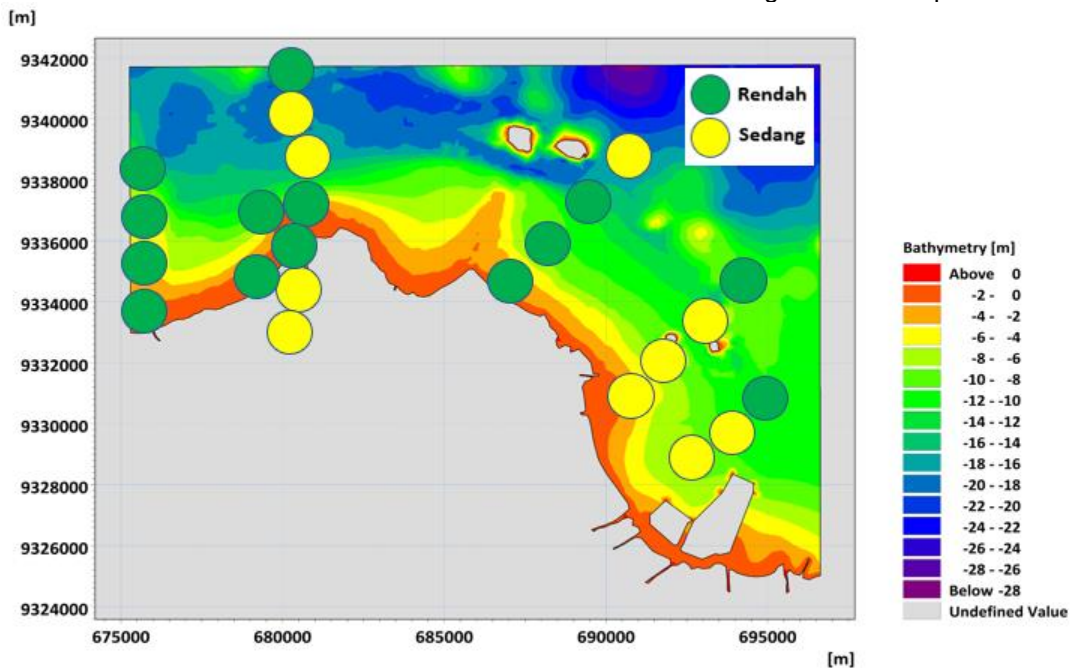 [m]
9342000
9340000
9338000
9336000
9334000
9332000
9330000
9328000
9326000
9324000
675000 680000 685000 690000 695000
[m]
Rendah
Sedang
Bathymetry [m]
Above 0
-2 - 0
-4 - -2
-6 - -4
-8 - -6
-10 - -8
-12 - -10
-14 - -12
-16 - -14
-18 - -16
-20 - -18
-22 - -20
-24 - -22
-26 - -24
-28 - -26
Below -28
Undefined Value